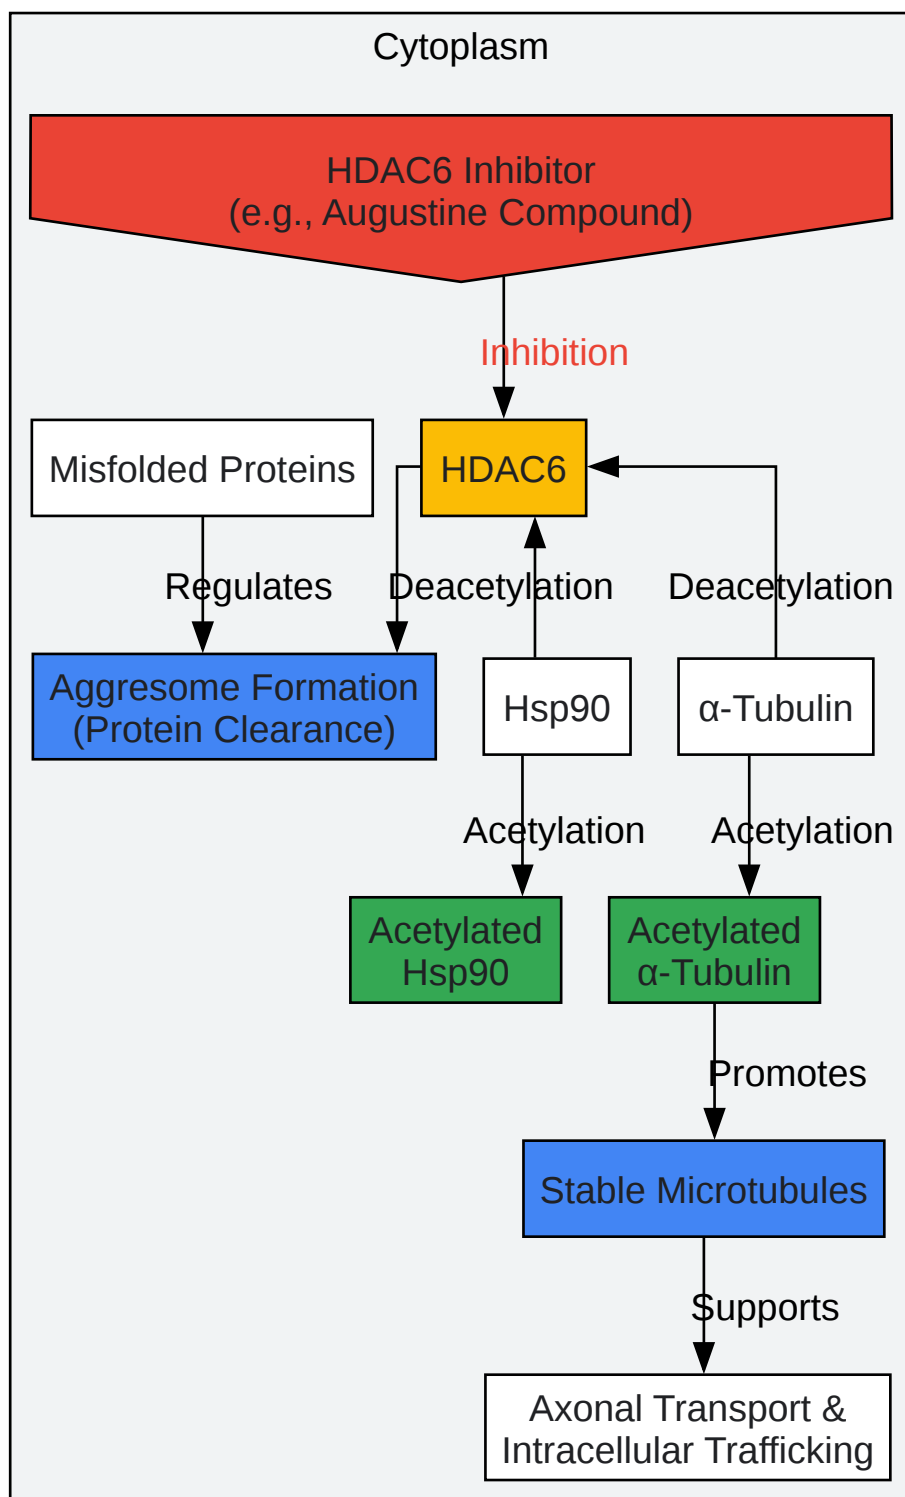 Cytoplasm
HDAC6 Inhibitor
(e.g., Augustine Compound)
Inhibition
Misfolded Proteins
HDAC6
Regulates
Deacetylation
Deacetylation
Aggresome Formation
(Protein Clearance)
Hsp90
α-Tubulin
Acetylation
Acetylation
Acetylated
Hsp90
Acetylated
α-Tubulin
Promotes
Stable Microtubules
Supports
Axonal Transport &
Intracellular Trafficking